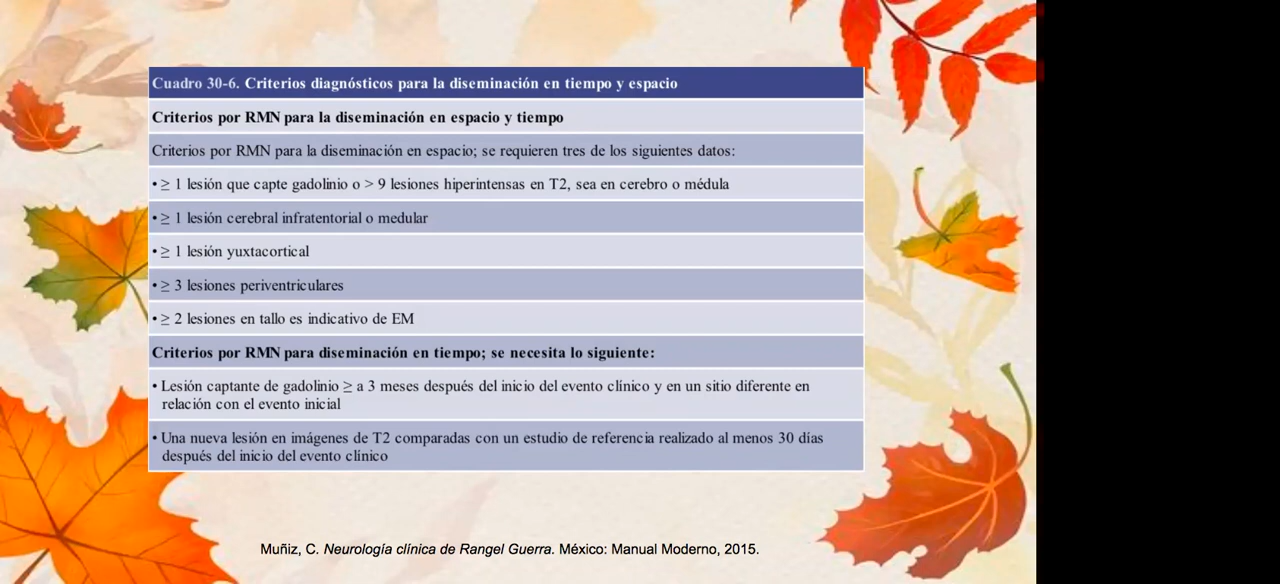 Cuadro 30-6. Criterios diagnósticos para la diseminación en tiempo y espacio
Criterios por RMN para la diseminación en espacio y tiempo
Criterios por RMN para la diseminación en espacio; se requieren tres de los siguientes datos:
• ≥ 1 lesión que capte gadolinio o > 9 lesiones hiperintensas en T2, sea en cerebro o médula
• ≥ 1 lesión cerebral infratentorial o medular
• ≥ 1 lesión yuxtacortical
• ≥ 3 lesiones periventriculares
• ≥ 2 lesiones en tallo es indicativo de EM
Criterios por RMN para diseminación en tiempo; se necesita lo siguiente:
• Lesión captante de gadolinio ≥ a 3 meses después del inicio del evento clínico y en un sitio diferente en
relación con el evento inicial
• Una nueva lesión en imágenes de T2 comparadas con un estudio de referencia realizado al menos 30 días
después del inicio del evento clínico
Muñiz, C. Neurología clínica de Rangel Guerra. México: Manual Moderno, 2015.